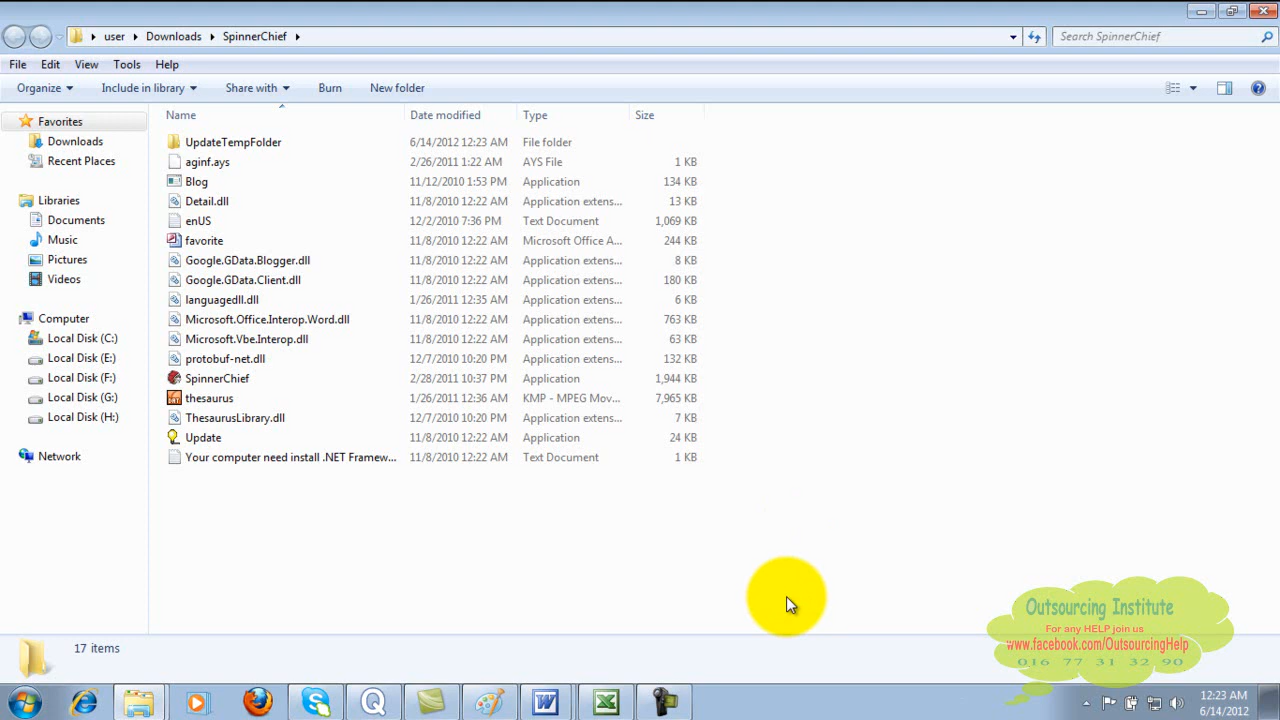 user Downloads SpinnerChief
Search SpinnerChief
File Edit View Tools Help
Organize Include in library Share with Burn New folder
Name Date modified Type Size
Favorites
Downloads
Recent Places
Libraries
Documents
Music
Pictures
Videos
Computer
Local Disk (C:)
Local Disk (E:)
Local Disk (F:)
Local Disk (G:)
Local Disk (H:)
Network
UpdateTempFolder 6/14/2012 12:23 AM File folder
aginf.ays 2/26/2011 1:22 AM AYS File 1 KB
Blog 11/12/2010 1:53 PM Application 134 KB
Detail.dll 11/8/2010 12:22 AM Application extens... 13 KB
enUS 12/2/2010 7:36 PM Text Document 1,069 KB
favorite 11/8/2010 12:22 AM Microsoft Office A... 244 KB
Google.GData.Blogger.dll 11/8/2010 12:22 AM Application extens... 8 KB
Google.GData.Client.dll 11/8/2010 12:22 AM Application extens... 180 KB
languagedll.dll 1/26/2011 12:35 AM Application extens... 6 KB
Microsoft.Office.Interop.Word.dll 11/8/2010 12:22 AM Application extens... 763 KB
Microsoft.Vbe.Interop.dll 11/8/2010 12:22 AM Application extens... 63 KB
protobuf-net.dll 12/7/2010 10:20 PM Application extens... 132 KB
SpinnerChief 2/28/2011 10:37 PM Application 1,944 KB
thesaurus 1/26/2011 12:36 AM KMP - MPEG Mov... 7,965 KB
ThesaurusLibrary.dll 12/7/2010 10:20 PM Application extens... 7 KB
Update 11/8/2010 12:22 AM Application 24 KB
Your computer need install .NET Framew... 11/8/2010 12:22 AM Text Document 1 KB
Outsourcing Institute
For any HELP join us
www.facebook.com/OutsourcingHelp
016 77 31 32 90
17 items
12:23 AM
6/14/2012